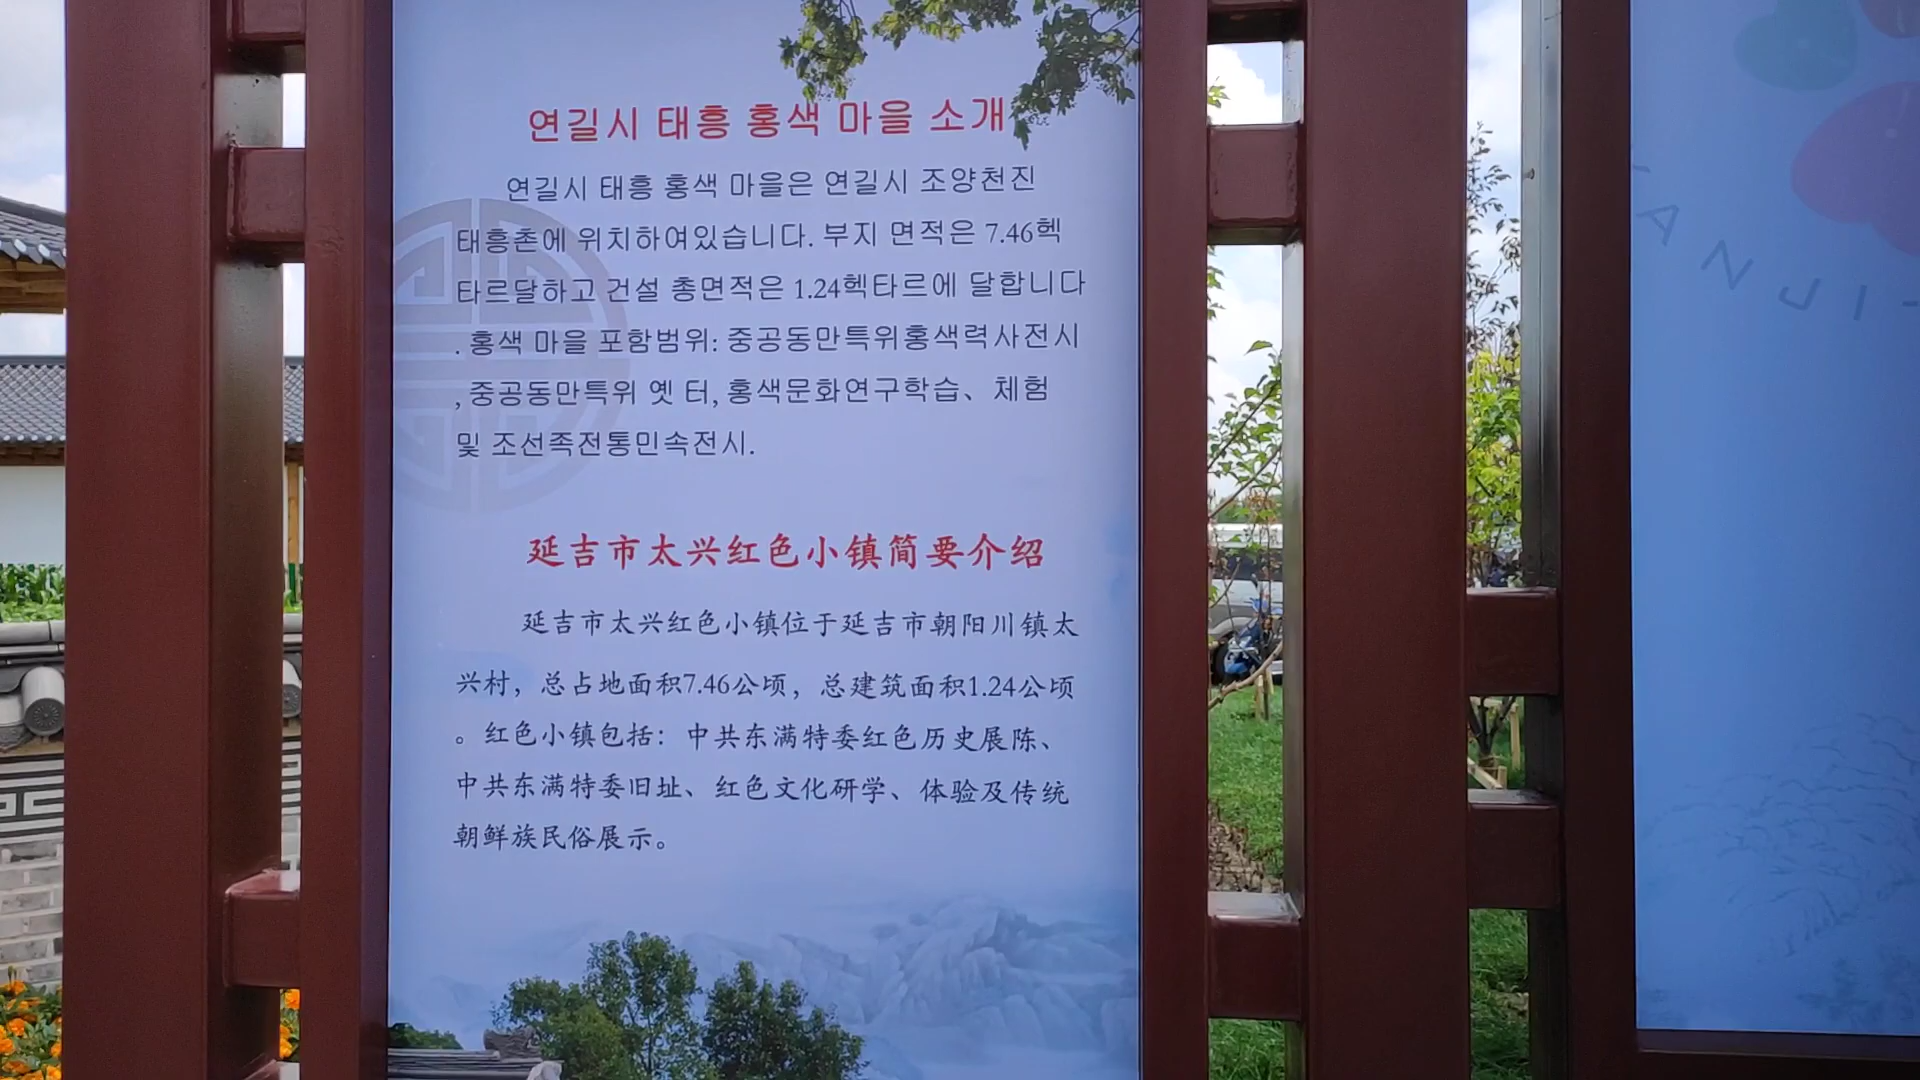 연길시 태흥 홍색 마을 소개
연길시 태흥 홍색 마을은 연길시 조양천진
태흥촌에 위치하여있습니다. 부지 면적은 7.46헥
타르달하고 건설 총면적은 1.24헥타르에 달합니다
. 홍색 마을 포함범위: 중공동만특위홍색력사전시
, 중공동만특위 옛 터, 홍색문화연구학습、체험
및 조선족전통민속전시.
延吉市太兴红色小镇简要介绍
延吉市太兴红色小镇位于延吉市朝阳川镇太
兴村，总占地面积7.46公顷，总建筑面积1.24公顷
。红色小镇包括：中共东满特委红色历史展陈、
中共东满特委旧址、红色文化研学、体验及传统
朝鲜族民俗展示。
YANJI